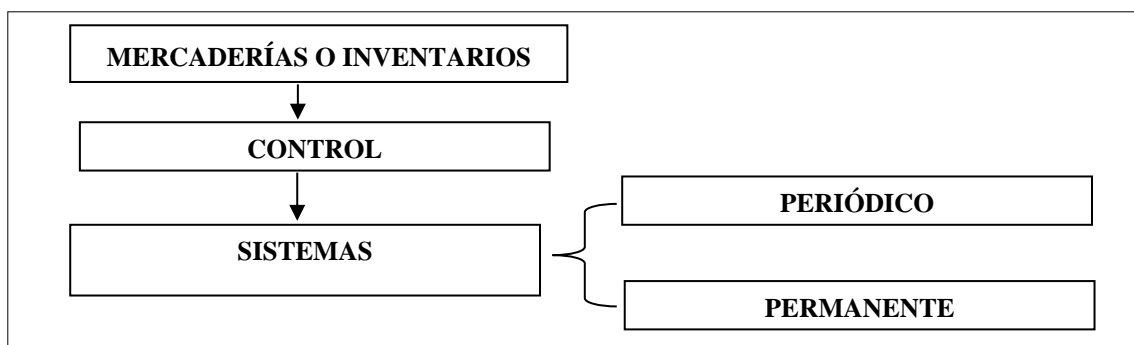 MERCADERÍAS O INVENTARIOS
CONTROL
SISTEMAS
PERIÓDICO
PERMANENTE